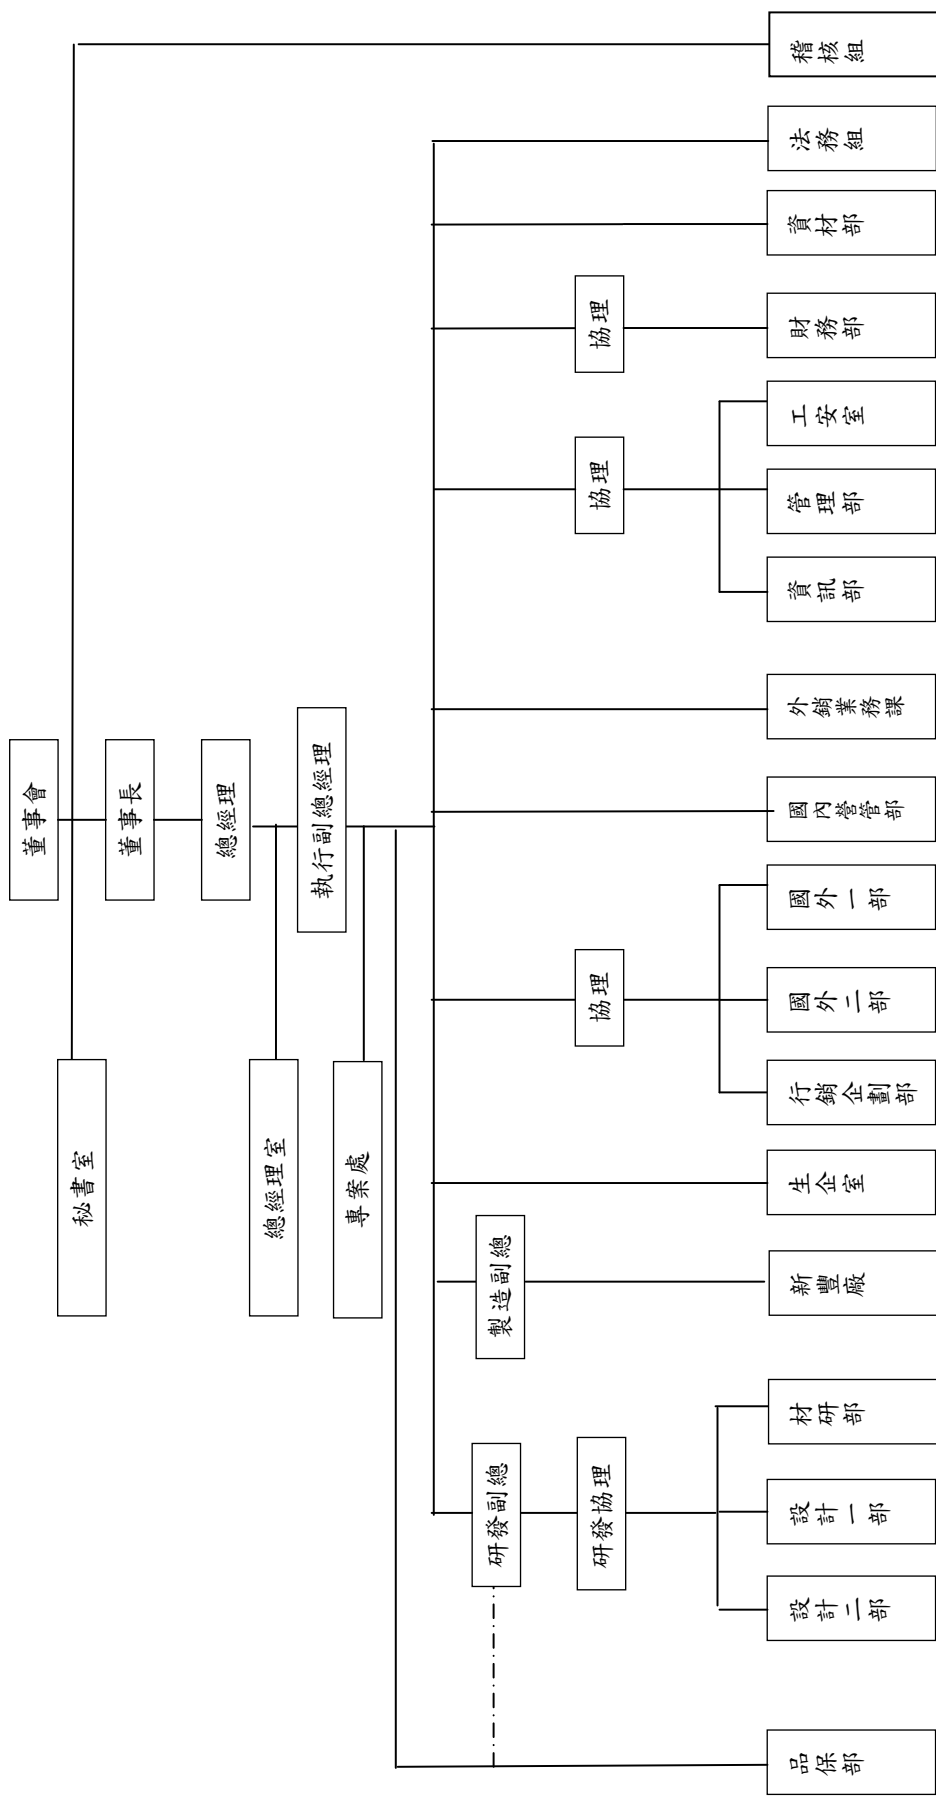 董事會
董事長
總經理
執行副總經理
秘書室
總經理室
專案處
研發副總
製造副總
研發協理
協理
協理
協理
品保部
設計二部
設計一部
材研部
新豐廠
生企室
行銷企劃部
國外二部
國外一部
國內營管部
外銷業務課
資訊部
管理部
工安室
財務部
資材部
法務組
稽核組